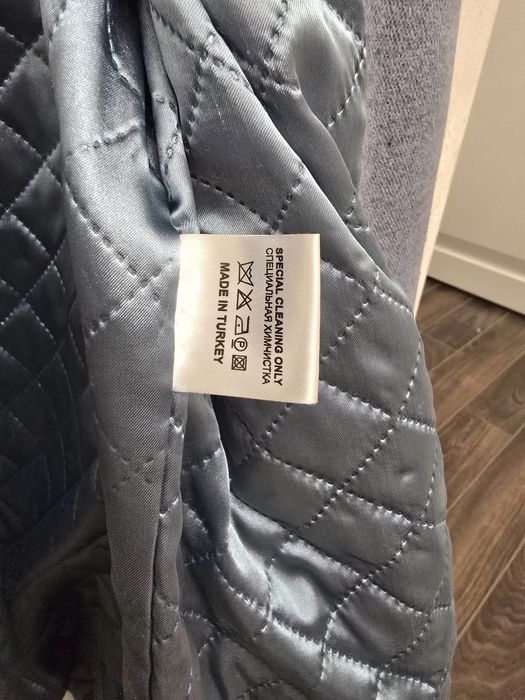 SPECIAL CLEANING ONLY
СПЕЦИАЛЬНАЯ ХИМЧИСТКА
P
MADE IN TURKEY